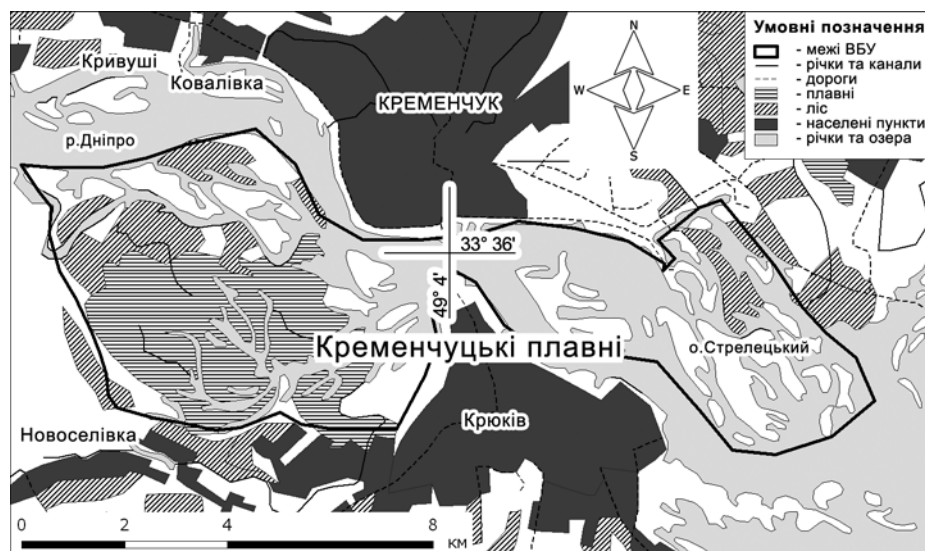 Кривуші
Ковалівка
КРЕМЕНЧУК
р.Дніпро
N
W
E
S
Умовні позначення
- межі ВБУ
- річки та канали
- дороги
- плавні
- ліс
- населені пункти
- річки та озера
33° 36'
49° 4'
Кременчуцькі плавні
о.Стрелецький
Крюків
Новоселівка
0 2 4 8
км